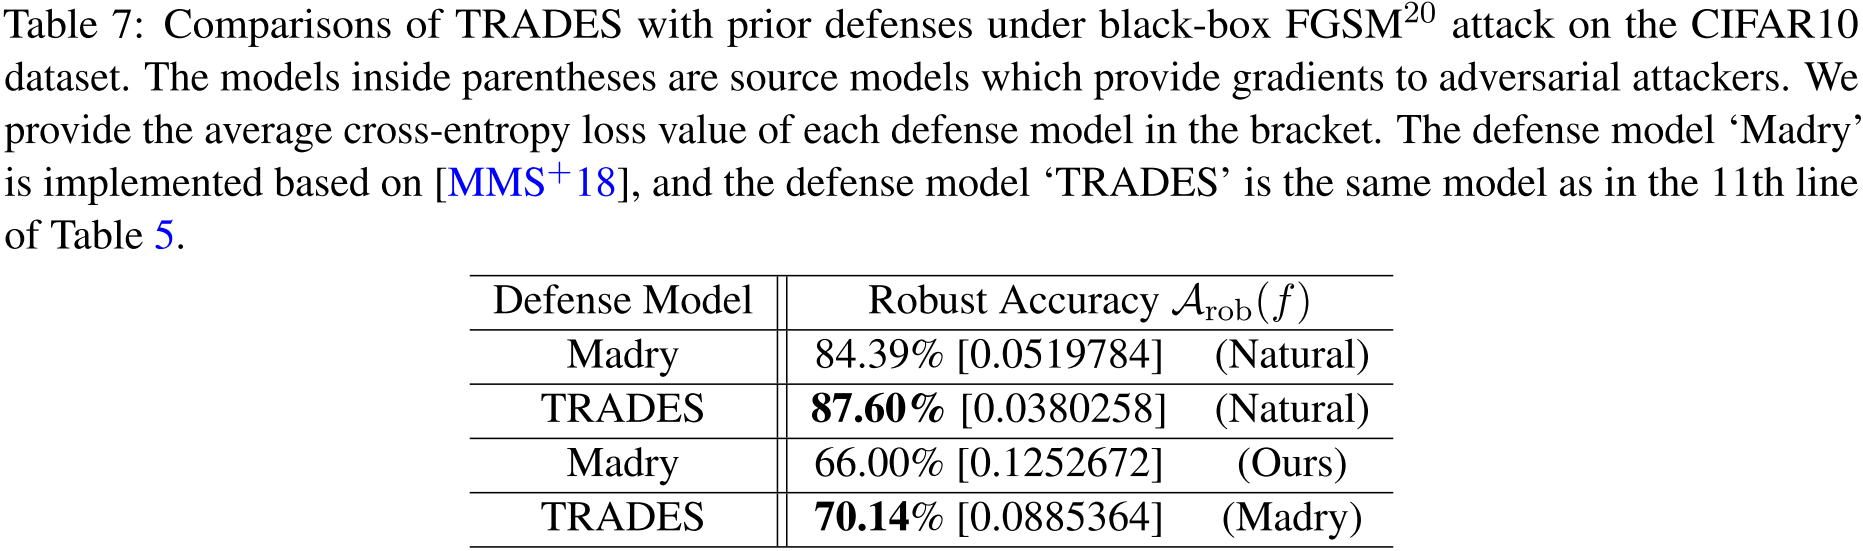 Table 7: Comparisons of TRADES with prior defenses under black-box FGSM²⁰ attack on the CIFAR10
dataset. The models inside parentheses are source models which provide gradients to adversarial attackers. We
provide the average cross-entropy loss value of each defense model in the bracket. The defense model ‘Madry’
is implemented based on [MMS⁺18], and the defense model ‘TRADES’ is the same model as in the 11th line
of Table 5.
Defense Model Robust Accuracy 𝒜rob(f)
Madry 84.39% [0.0519784] (Natural)
TRADES 87.60% [0.0380258] (Natural)
Madry 66.00% [0.1252672] (Ours)
TRADES 70.14% [0.0885364] (Madry)